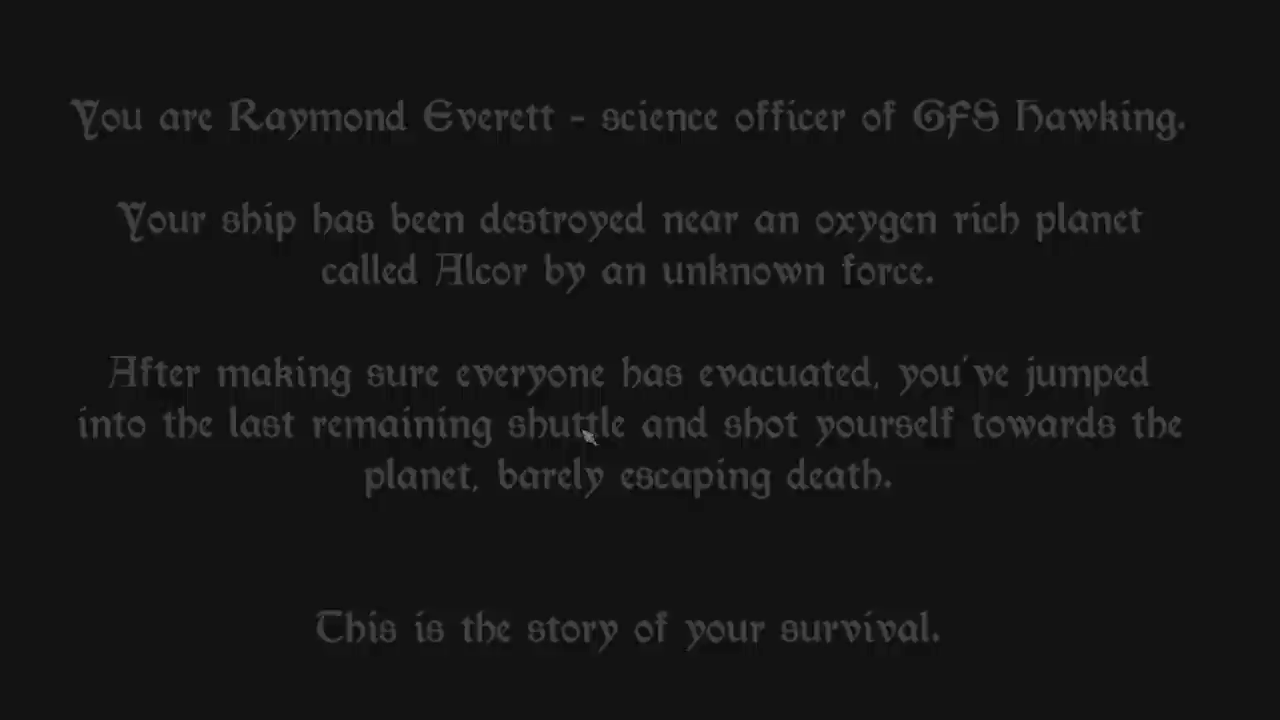 You are Raymond Everett - science officer of GFS Hawking.
Your ship has been destroyed near an oxygen rich planet
called Alcor by an unknown force.
After making sure everyone has evacuated, you've jumped
into the last remaining shuttle and shot yourself towards the
planet, barely escaping death.
This is the story of your survival.